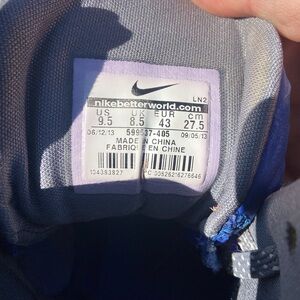 LN2
nikebetterworld.com
US UK EUR cm
9.5 8.5 43 27.5
06/12/13 599537-405 09/05/13
MADE IN CHINA
FABRIQUE EN CHINE